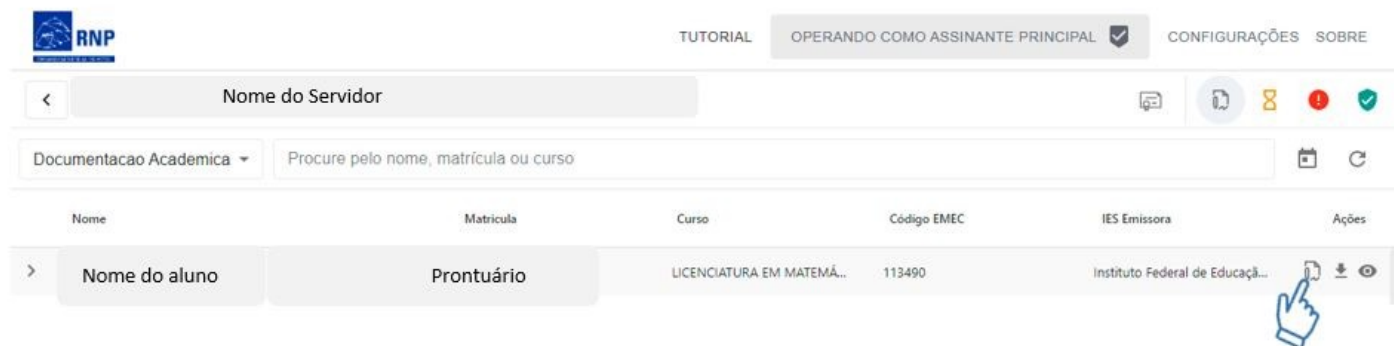 RNP
TUTORIAL OPERANDO COMO ASSINANTE PRINCIPAL CONFIGURAÇÕES SOBRE
Nome do Servidor
Documentacao Academica Procure pelo nome, matrícula ou curso
Nome Matricula Curso Código EMEC IES Emissora Ações
Nome do aluno Prontuário LICENCIATURA EM MATEMÁ... 113490 Instituto Federal de Educaçã...